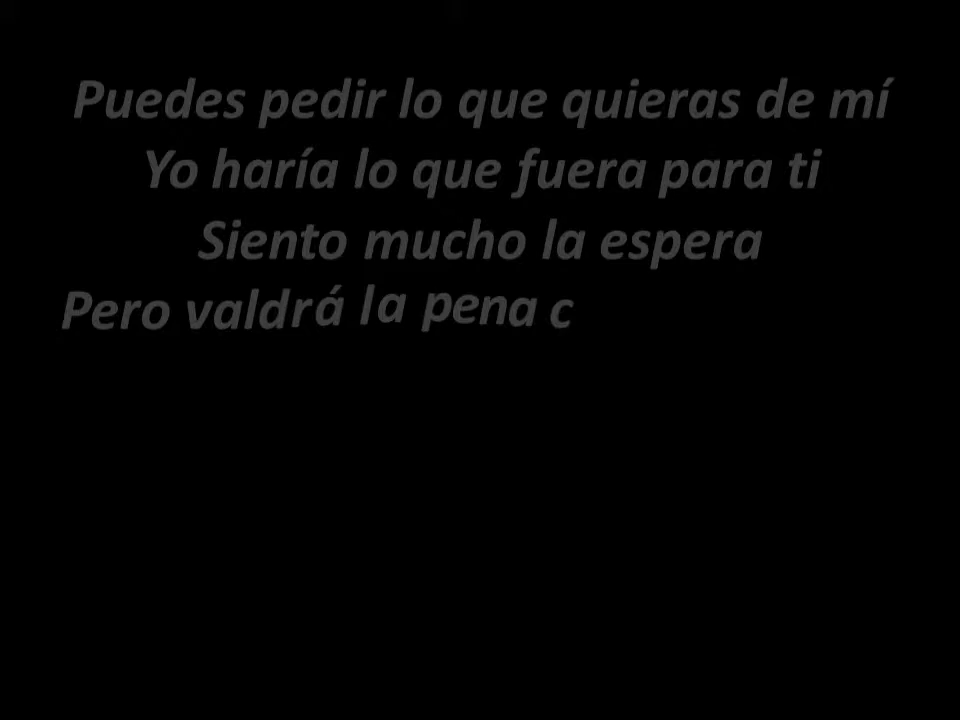 Puedes pedir lo que quieras de mí
Yo haría lo que fuera para ti
Siento mucho la espera
Pero valdrá la pena c